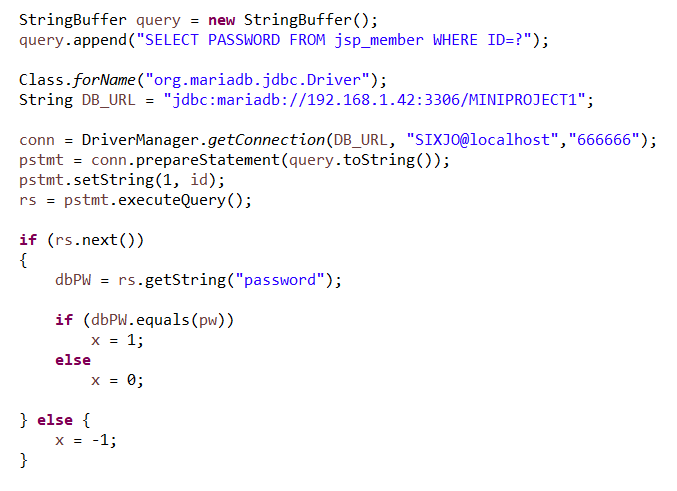 StringBuffer query = new StringBuffer();
query.append("SELECT PASSWORD FROM jsp_member WHERE ID=?");
Class.forName("org.mariadb.jdbc.Driver");
String DB_URL = "jdbc:mariadb://192.168.1.42:3306/MINIPROJECT1";
conn = DriverManager.getConnection(DB_URL, "SIXJO@localhost","666666");
pstmt = conn.prepareStatement(query.toString());
pstmt.setString(1, id);
rs = pstmt.executeQuery();
if (rs.next())
{
    dbPW = rs.getString("password");
    if (dbPW.equals(pw))
        x = 1;
    else
        x = 0;
} else {
    x = -1;
}